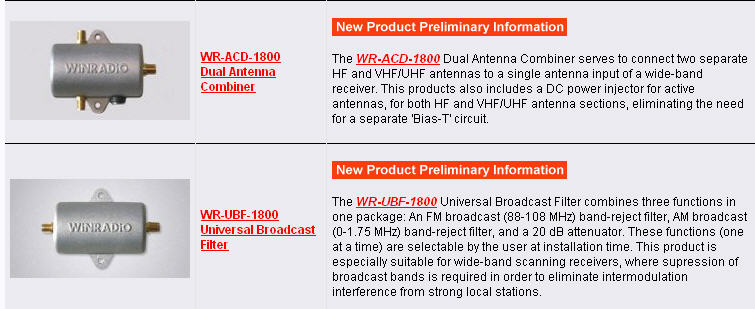 New Product Preliminary Information
WiNRADiO
WR-ACD-1800
Dual Antenna
Combiner
The WR-ACD-1800 Dual Antenna Combiner serves to connect two separate
HF and VHF/UHF antennas to a single antenna input of a wide-band
receiver. This products also includes a DC power injector for active
antennas, for both HF and VHF/UHF antenna sections, eliminating the need
for a separate 'Bias-T' circuit.
New Product Preliminary Information
WiNRADiO
WR-UBF-1800
Universal Broadcast
Filter
The WR-UBF-1800 Universal Broadcast Filter combines three functions in
one package: An FM broadcast (88-108 MHz) band-reject filter, AM broadcast
(0-1.75 MHz) band-reject filter, and a 20 dB attenuator. These functions (one
at a time) are selectable by the user at installation time. This product is
especially suitable for wide-band scanning receivers, where supression of
broadcast bands is required in order to eliminate intermodulation
interference from strong local stations.